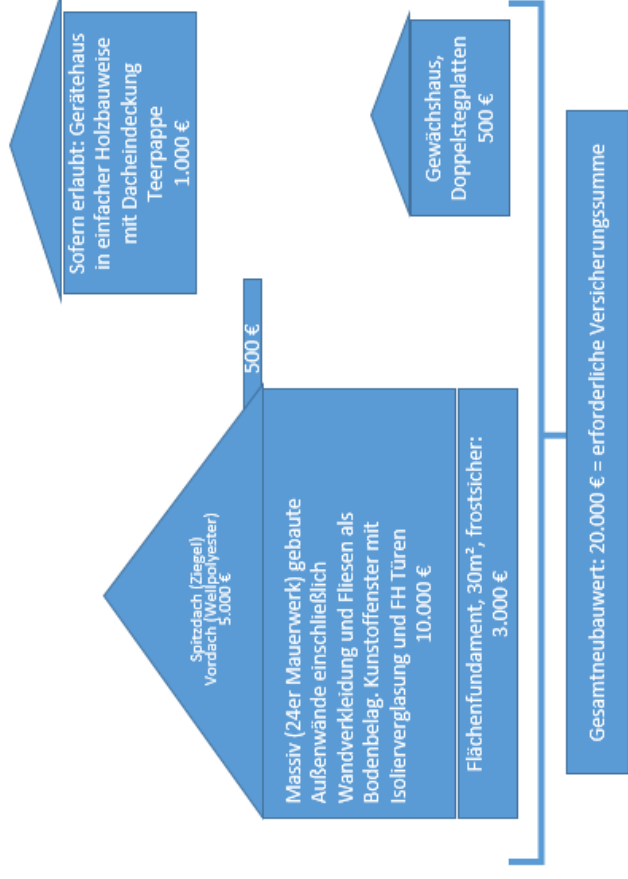 Spitzdach (Ziegel)
Vordach (Wellpolyester)
5.000 €
500 €
Massiv (24er Mauerwerk) gebaute
Außenwände einschließlich
Wandverkleidung und Fliesen als
Bodenbelag. Kunstoffenster mit
Isolierverglasung und FH Türen
10.000 €
Flächenfundament, 30m², frostsicher:
3.000 €
Sofern erlaubt: Gerätehaus
in einfacher Holzbauweise
mit Dacheindeckung
Teerpappe
1.000 €
Gewächshaus,
Doppelstegplatten
500 €
Gesamtneubauwert: 20.000 € = erforderliche Versicherungssumme